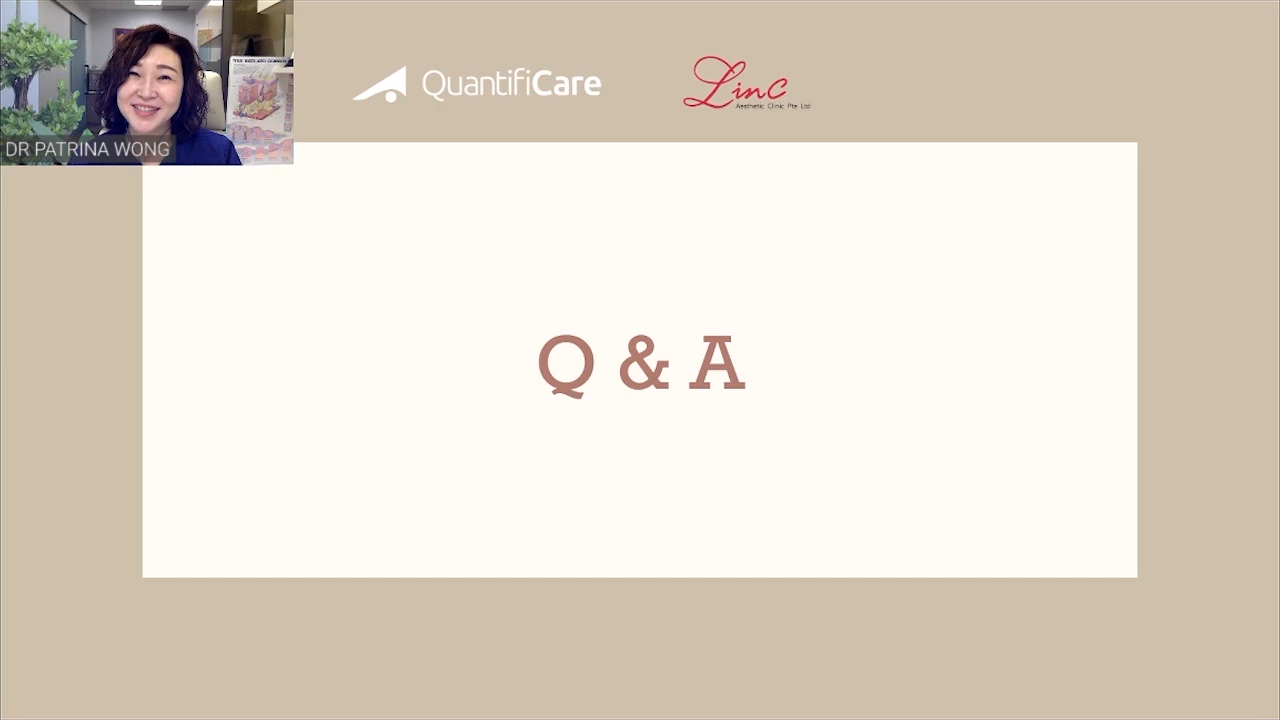 QuantifiCare
Linc
Aesthetic Clinic Pte Ltd
DR PATRINA WONG
Q & A